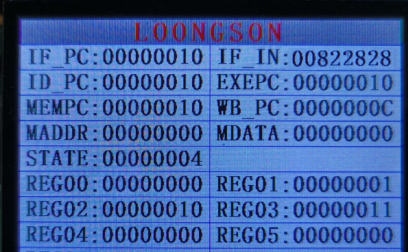 LOONGSON
IF_PC:00000010 IF_IN:00822828
ID_PC:00000010 EXEPC:00000010
MEMPC:00000010 WB_PC:0000000C
MADDR:00000000 MDATA:00000000
STATE:00000004
REG00:00000000 REG01:00000001
REG02:00000010 REG03:00000011
REG04:00000000 REG05:00000000